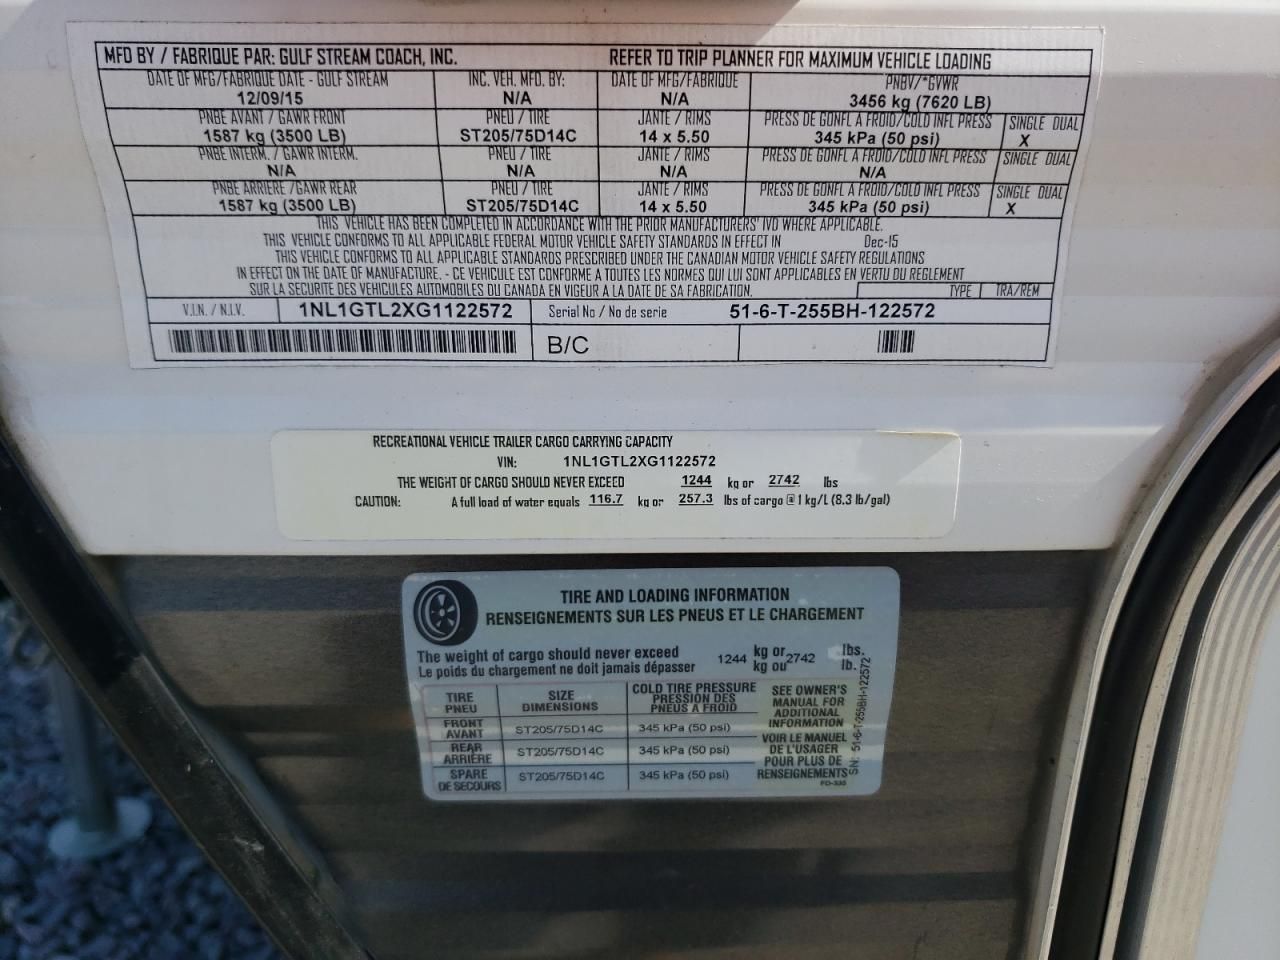 MFD BY / FABRIQUE PAR: GULF STREAM COACH, INC. REFER TO TRIP PLANNER FOR MAXIMUM VEHICLE LOADING
DATE OF MFG/FABRIQUE DATE - GULF STREAM INC. VEH. MFD. BY: DATE OF MFG/FABRIQUE PNBV/*GVWR
12/09/15 N/A N/A 3456 kg (7620 LB)
PNBE AVANT / GAWR FRONT PNEU / TIRE JANTE / RIMS PRESS DE GONFL A FROID/COLD INFL PRESS SINGLE DUAL
1587 kg (3500 LB) ST205/75D14C 14 x 5.50 345 kPa (50 psi) X
PNBE INTERM. / GAWR INTERM. PNEU / TIRE JANTE / RIMS PRESS DE GONFL A FROID/COLD INFL PRESS SINGLE DUAL
N/A N/A N/A N/A
PNBE ARRIERE /GAWR REAR PNEU / TIRE JANTE / RIMS PRESS DE GONFL A FROID/COLD INFL PRESS SINGLE DUAL
1587 kg (3500 LB) ST205/75D14C 14 x 5.50 345 kPa (50 psi) X
THIS VEHICLE HAS BEEN COMPLETED IN ACCORDANCE WITH THE PRIOR MANUFACTURERS' IVD WHERE APPLICABLE.
THIS VEHICLE CONFORMS TO ALL APPLICABLE FEDERAL MOTOR VEHICLE SAFETY STANDARDS IN EFFECT IN Dec-15
THIS VEHICLE CONFORMS TO ALL APPLICABLE STANDARDS PRESCRIBED UNDER THE CANADIAN MOTOR VEHICLE SAFETY REGULATIONS
IN EFFECT ON THE DATE OF MANUFACTURE. - CE VEHICULE EST CONFORME A TOUTES LES NORMES QUI LUI SONT APPLICABLES EN VERTU DU REGLEMENT
SUR LA SECURITE DES VEHICULES AUTOMOBILES DU CANADA EN VIGEUR A LA DATE DE SA FABRICATION. TYPE TRA/REM
V.I.N. / N.I.V. 1NL1GTL2XG1122572 Serial No / No de serie 51-6-T-255BH-122572
B/C
RECREATIONAL VEHICLE TRAILER CARGO CARRYING CAPACITY
VIN: 1NL1GTL2XG1122572
THE WEIGHT OF CARGO SHOULD NEVER EXCEED 1244 kg or 2742 lbs
CAUTION: A full load of water equals 116.7 kg or 257.3 lbs of cargo @ 1 kg/L (8.3 lb/gal)
TIRE AND LOADING INFORMATION
RENSEIGNEMENTS SUR LES PNEUS ET LE CHARGEMENT
The weight of cargo should never exceed 1244 kg or 2742 lbs.
Le poids du chargement ne doit jamais dépasser kg ou lb.
TIRE SIZE COLD TIRE PRESSURE
PNEU DIMENSIONS PRESSION DES
PNEUS A FROID
FRONT
AVANT ST205/75D14C 345 kPa (50 psi)
REAR
ARRIÈRE ST205/75D14C 345 kPa (50 psi)
SPARE
DE SECOURS ST205/75D14C 345 kPa (50 psi)
SEE OWNER'S
MANUAL FOR
ADDITIONAL
INFORMATION
VOIR LE MANUEL
DE L'USAGER
POUR PLUS DE
RENSEIGNEMENTS
FD-330
SN: 51-6-T-255BH-122572